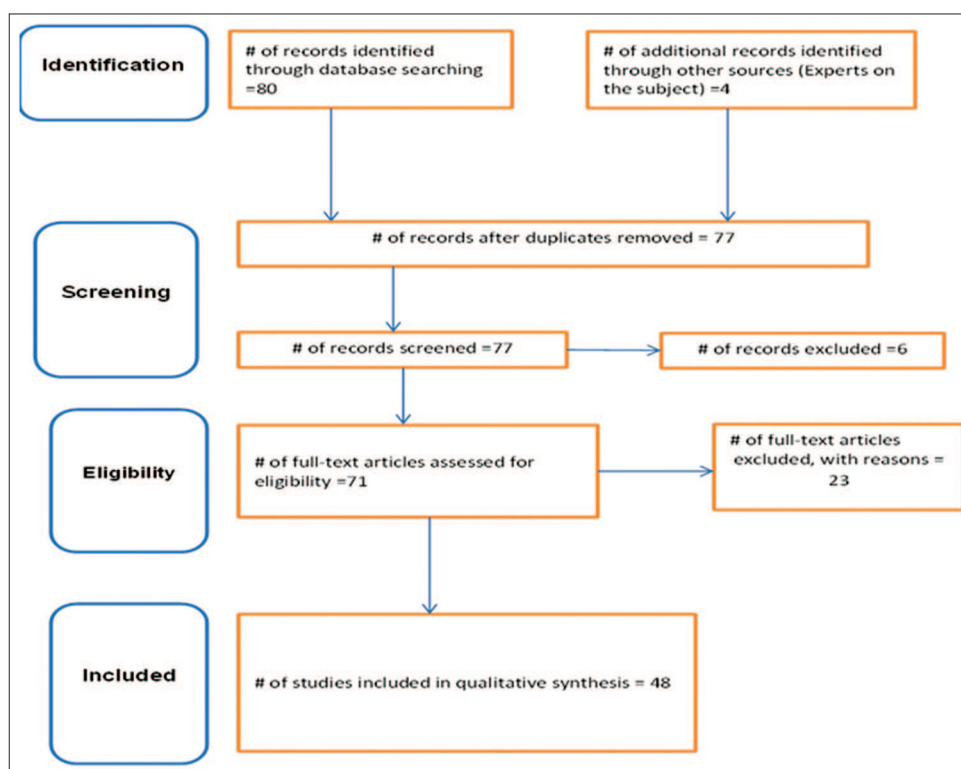 Identification
# of records identified
through database searching
=80
# of additional records identified
through other sources (Experts on
the subject) =4
Screening
# of records after duplicates removed = 77
# of records screened =77
# of records excluded =6
Eligibility
# of full-text articles assessed for
eligibility =71
# of full-text articles
excluded, with reasons =
23
Included
# of studies included in qualitative synthesis = 48